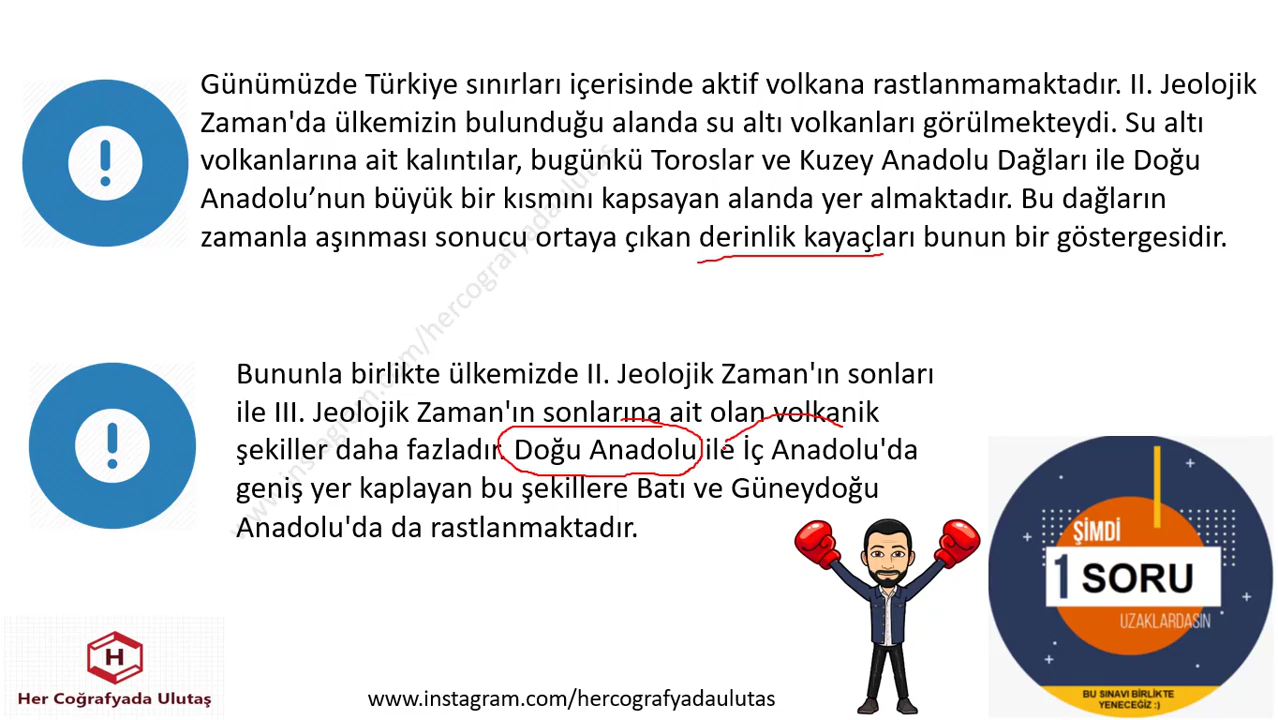 Günümüzde Türkiye sınırları içerisinde aktif volkana rastlanmamaktadır. II. Jeolojik
Zaman'da ülkemizin bulunduğu alanda su altı volkanları görülmekteydi. Su altı
volkanlarına ait kalıntılar, bugünkü Toroslar ve Kuzey Anadolu Dağları ile Doğu
Anadolu’nun büyük bir kısmını kapsayan alanda yer almaktadır. Bu dağların
zamanla aşınması sonucu ortaya çıkan derinlik kayaçları bunun bir göstergesidir.
Bununla birlikte ülkemizde II. Jeolojik Zaman'ın sonları
ile III. Jeolojik Zaman'ın sonlarına ait olan volkanik
şekiller daha fazladır. Doğu Anadolu ile İç Anadolu'da
geniş yer kaplayan bu şekillere Batı ve Güneydoğu
Anadolu'da da rastlanmaktadır.
www.instagram.com/hercografyadaulutas
ŞİMDİ
1 SORU
UZAKLARDASIN
BU SINAVI BİRLİKTE
YENECEĞİZ :)
H
Her Coğrafyada Ulutaş
www.instagram.com/hercografyadaulutas